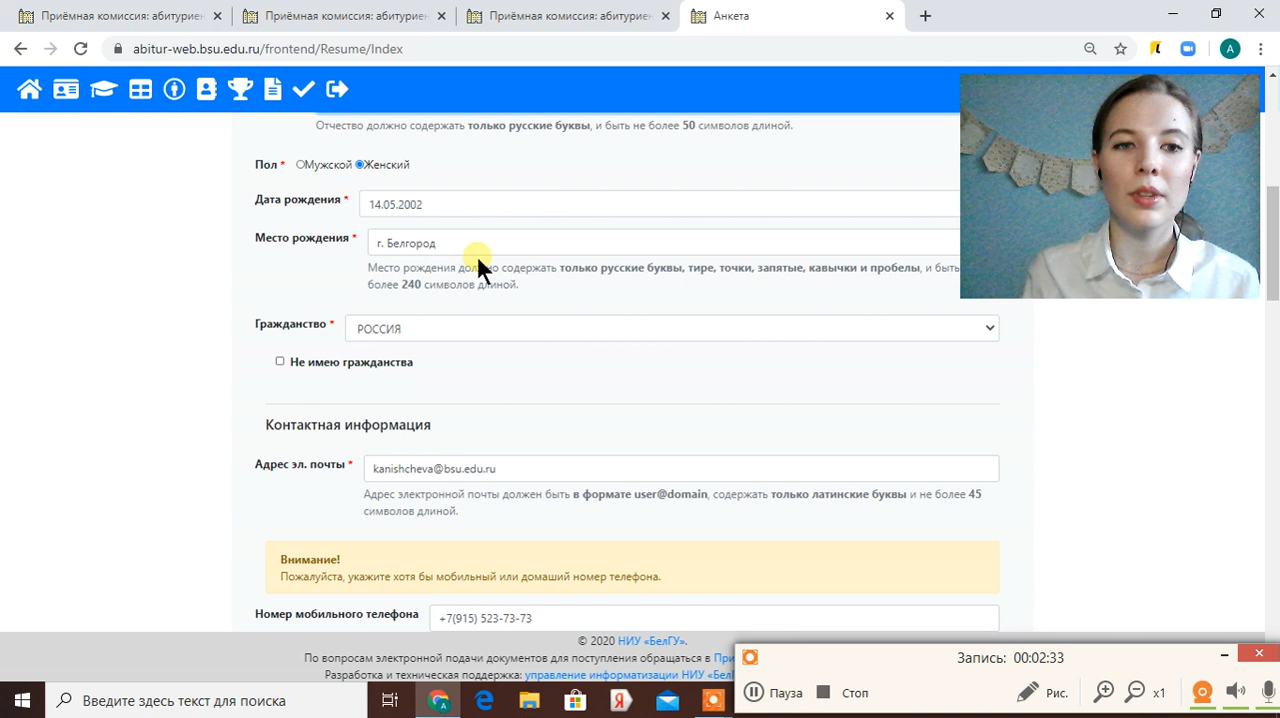 Приёмная комиссия: абитуриен
Приёмная комиссия: абитуриен
Приёмная комиссия: абитуриен
Анкета
abitur-web.bsu.edu.ru/frontend/Resume/Index
A
Отчество должно содержать только русские буквы, и быть не более 50 символов длиной.
Пол * Мужской Женский
Дата рождения * 14.05.2002
Место рождения * г. Белгород
Место рождения должно содержать только русские буквы, тире, точки, запятые, кавычки и пробелы, и быть
более 240 символов длиной.
Гражданство * РОССИЯ
Не имею гражданства
Контактная информация
Адрес эл. почты * kanishcheva@bsu.edu.ru
Адрес электронной почты должен быть в формате user@domain, содержать только латинские буквы и не более 45
символов длиной.
Внимание!
Пожалуйста, укажите хотя бы мобильный или домаший номер телефона.
Номер мобильного телефона +7(915) 523-73-73
© 2020 НИУ «БелГУ».
По вопросам электронной подачи документов для поступления обращаться в При
Разработка и техническая поддержка: управление информатизации НИУ «БелГ
Запись: 00:02:33
Пауза Стоп Рис. x1
Введите здесь текст для поиска